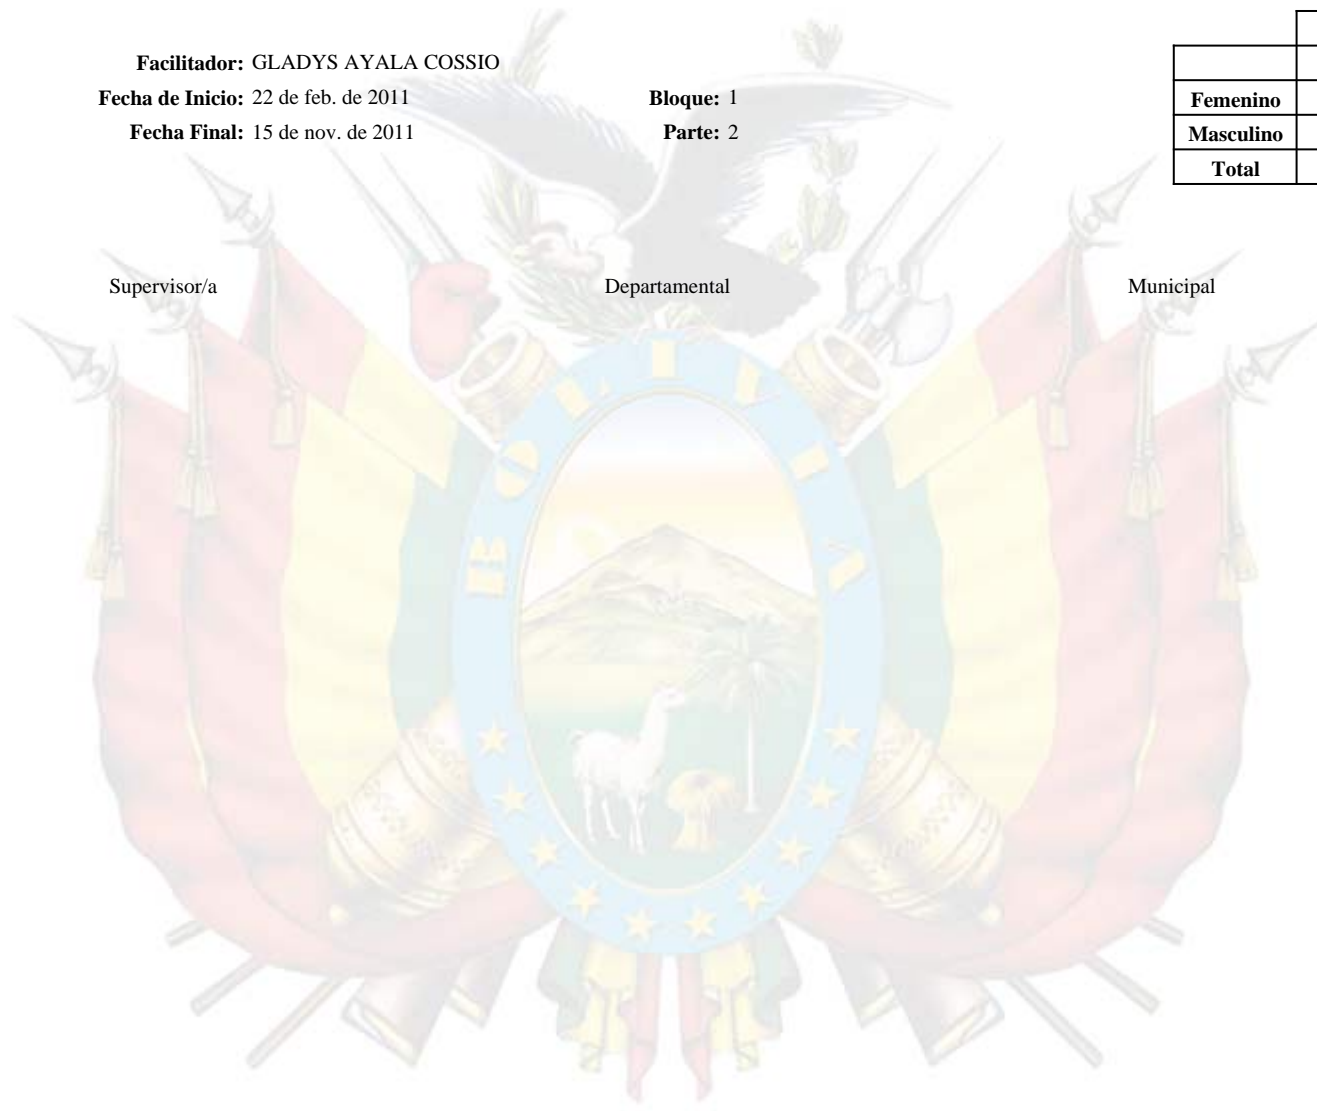 Facilitador: GLADYS AYALA COSSIO
Fecha de Inicio: 22 de feb. de 2011 Bloque: 1
Femenino
Fecha Final: 15 de nov. de 2011 Parte: 2
Masculino
Total
Supervisor/a Departamental Municipal
BOLIVIA